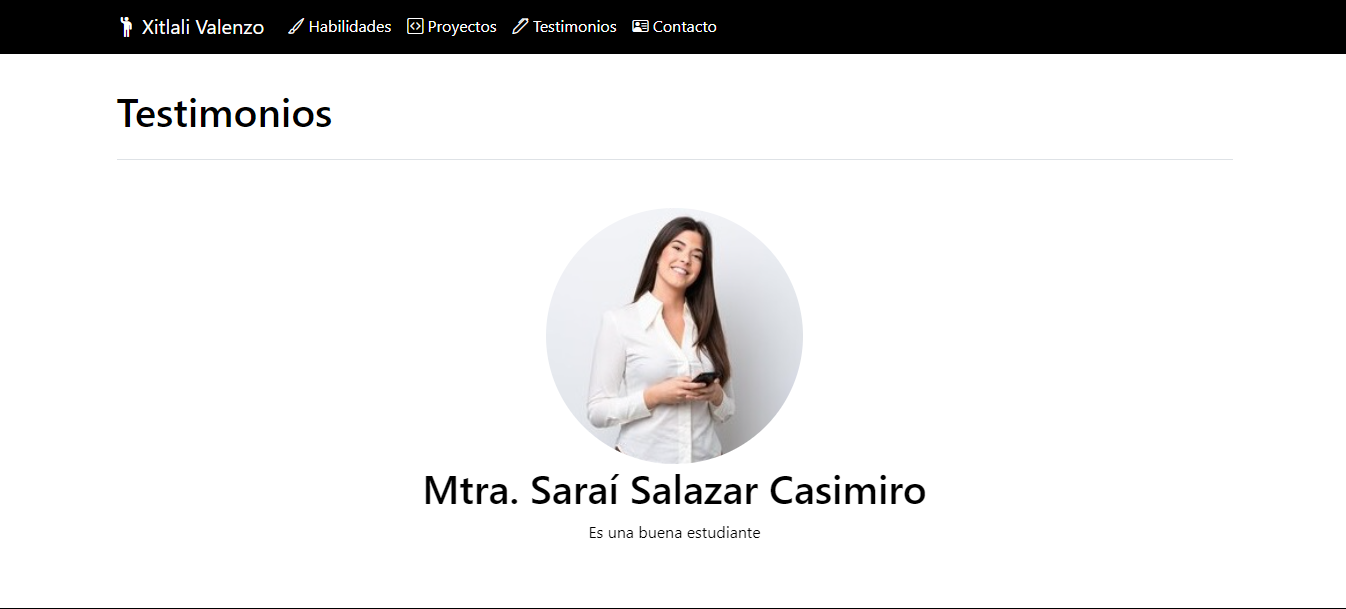 Xitlali Valenzo Habilidades Proyectos Testimonios Contacto
Testimonios
Mtra. Saraí Salazar Casimiro
Es una buena estudiante